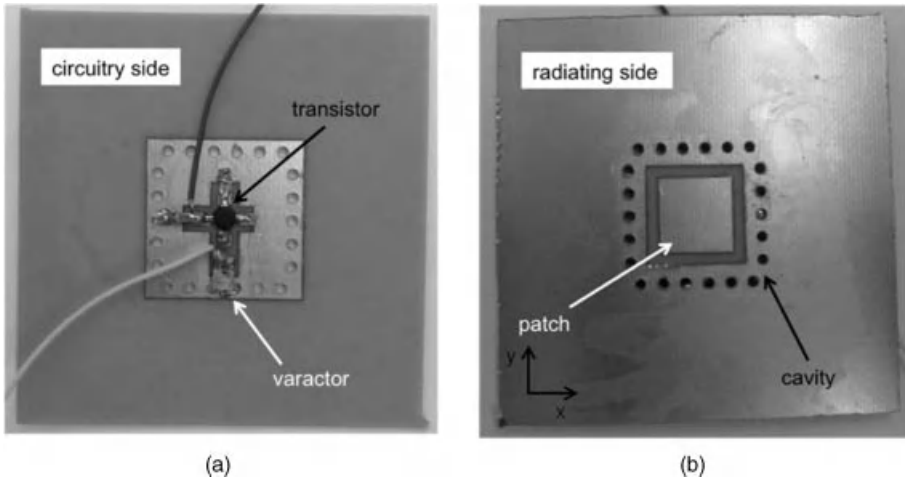 circuitry side
transistor
varactor
(a)
radiating side
patch
y
x
cavity
(b)